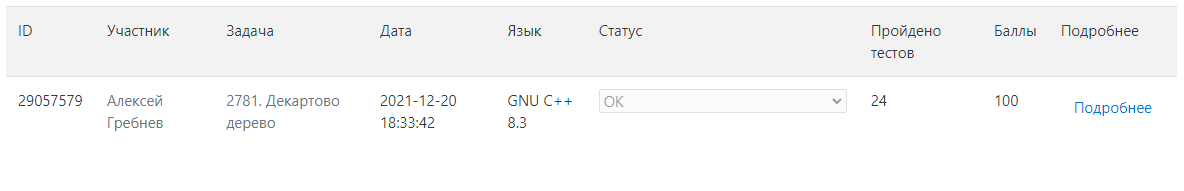 ID Участник Задача Дата Язык Статус Пройдено тестов Баллы Подробнее
29057579 Алексей Гребнев 2781. Декартово дерево 2021-12-20 18:33:42 GNU C++ 8.3 OK 24 100 Подробнее